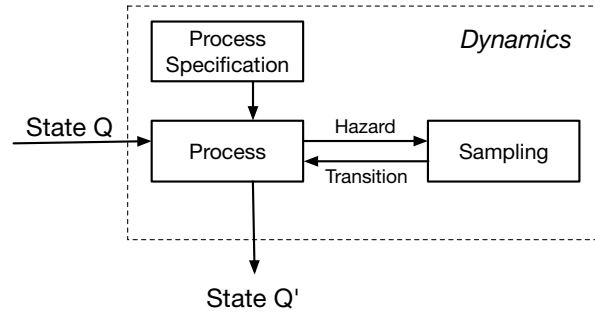 Process
Specification
Dynamics
State Q
Process
Hazard
Transition
Sampling
State Q'